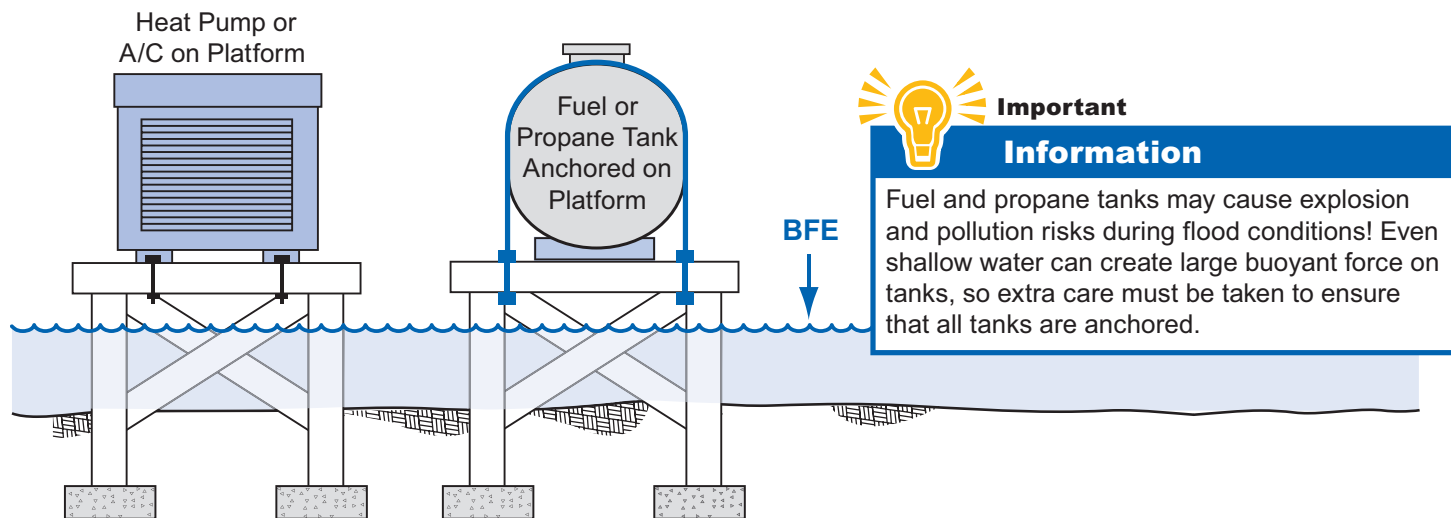 Heat Pump or
A/C on Platform
Fuel or
Propane Tank
Anchored on
Platform
BFE
Important
Information
Fuel and propane tanks may cause explosion
and pollution risks during flood conditions! Even
shallow water can create large buoyant force on
tanks, so extra care must be taken to ensure
that all tanks are anchored.